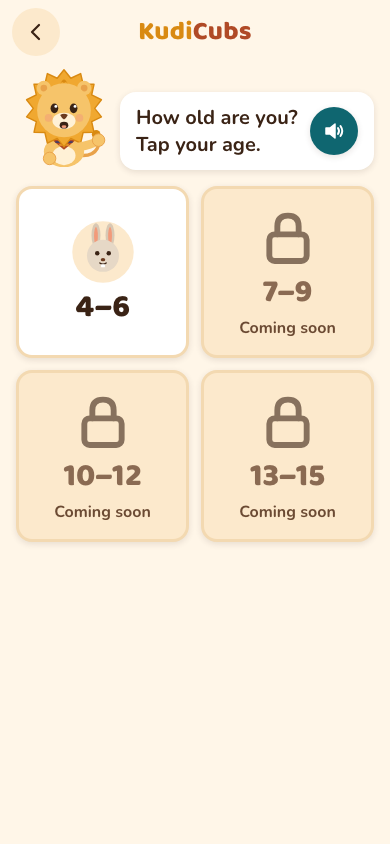 KudiCubs
How old are you?
Tap your age.
4–6
7–9
Coming soon
10–12
Coming soon
13–15
Coming soon